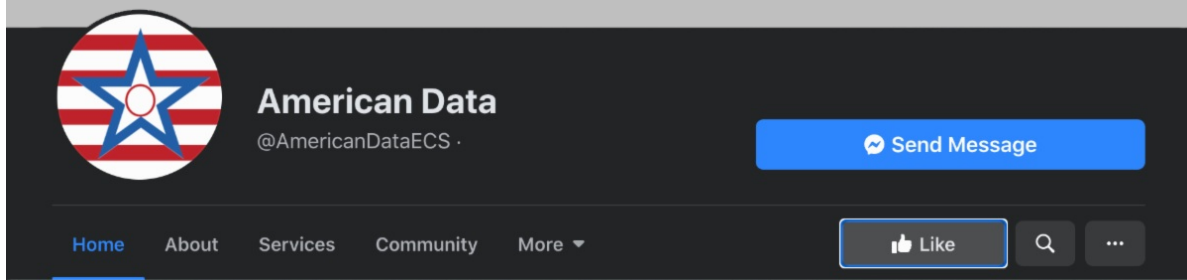 American Data
@AmericanDataECS ·
Send Message
Home About Services Community More
Like